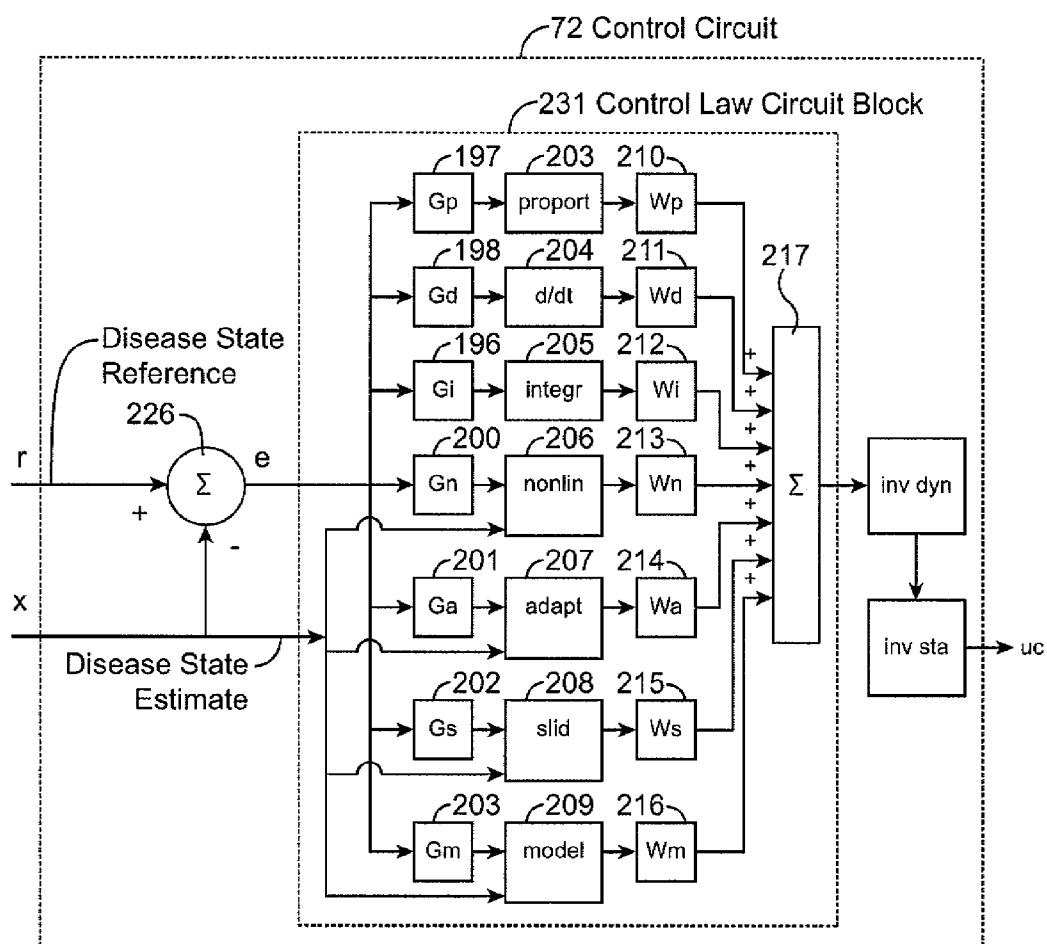 72 Control Circuit
231 Control Law Circuit Block
197 203 210
Gp proport Wp
198 204 211
Gd d/dt Wd
217
196 205 212
Gi integr Wi
Disease State
Reference
226
200 206 213
r + Σ e Gn nonlin Wn
-
+
+
+
+
+
+
+
Σ
inv dyn
201 207 214
x Ga adapt Wa
inv sta uc
Disease State
Estimate
202 208 215
Gs slid Ws
203 209 216
Gm model Wm